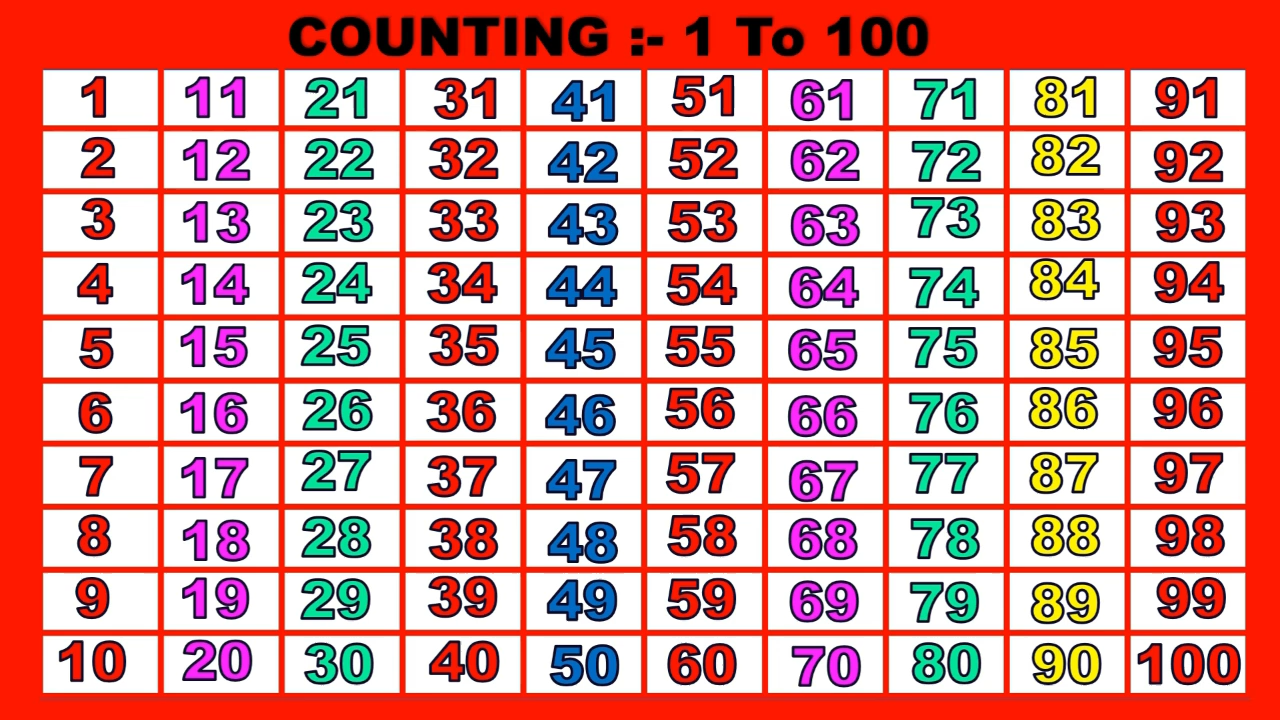 COUNTING :- 1 To 100
1 11 21 31 41 51 61 71 81 91
2 12 22 32 42 52 62 72 82 92
3 13 23 33 43 53 63 73 83 93
4 14 24 34 44 54 64 74 84 94
5 15 25 35 45 55 65 75 85 95
6 16 26 36 46 56 66 76 86 96
7 17 27 37 47 57 67 77 87 97
8 18 28 38 48 58 68 78 88 98
9 19 29 39 49 59 69 79 89 99
10 20 30 40 50 60 70 80 90 100